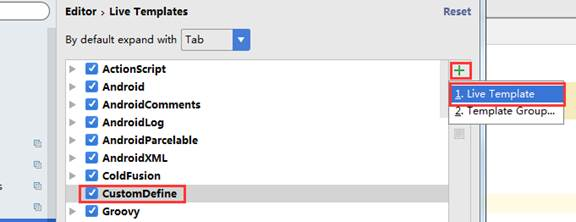 Editor › Live Templates Reset
By default expand with Tab
ActionScript
Android
AndroidComments
AndroidLog
AndroidParcelable
AndroidXML
ColdFusion
CustomDefine
Groovy
+
1. Live Template
2. Template Group...